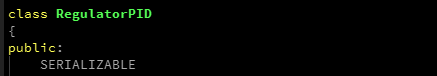 class RegulatorPID
{
public:
    SERIALIZABLE